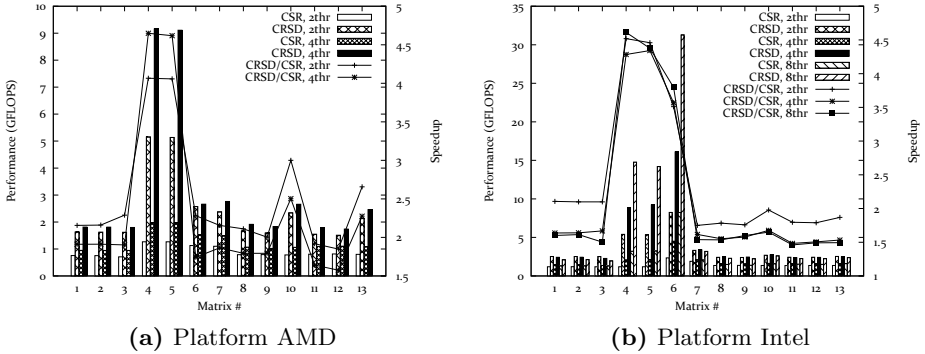 10
9
8
7
6
5
4
3
2
1
0
Performance (GFLOPS)
CSR, 2thr
CRSD, 2thr
CSR, 4thr
CRSD, 4thr
CRSD/CSR, 2thr
CRSD/CSR, 4thr
5
4.5
4
3.5
3
2.5
2
1.5
Speedup
1 2 3 4 5 6 7 8 9 10 11 12 13
Matrix #
(a) Platform AMD
35
30
25
20
15
10
5
0
Performance (GFLOPS)
CSR, 2thr
CRSD, 2thr
CSR, 4thr
CRSD, 4thr
CSR, 8thr
CRSD, 8thr
CRSD/CSR, 2thr
CRSD/CSR, 4thr
CRSD/CSR, 8thr
5
4.5
4
3.5
3
2.5
2
1.5
1
Speedup
1 2 3 4 5 6 7 8 9 10 11 12 13
Matrix #
(b) Platform Intel